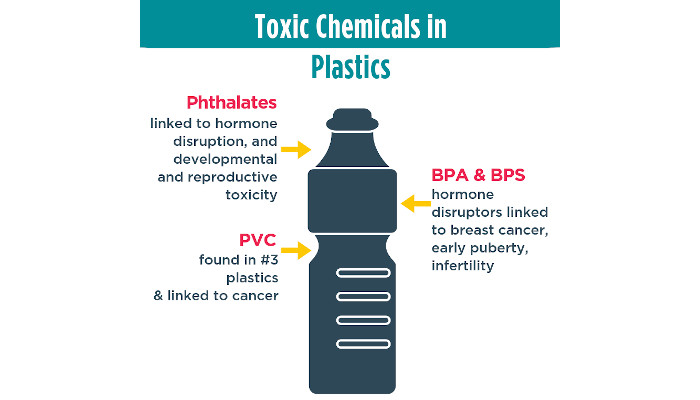 Toxic Chemicals in
Plastics
Phthalates
linked to hormone
disruption, and
developmental
and reproductive
toxicity
BPA & BPS
hormone
disruptors linked
to breast cancer,
early puberty,
infertility
PVC
found in #3
plastics
& linked to cancer